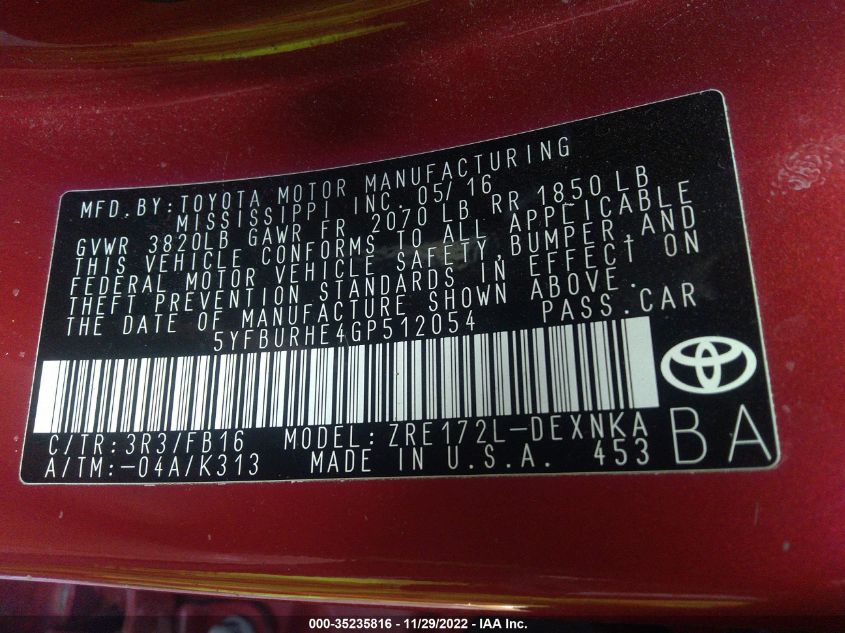 MFD.BY:TOYOTA MOTOR MANUFACTURING
MISSISSIPPI INC. 05/16
GVWR 3820LB GAWR FR 2070LB RR 1850LB
THIS VEHICLE CONFORMS TO ALL APPLICABLE
FEDERAL MOTOR VEHICLE SAFETY,BUMPER,AND
THEFT PREVENTION STANDARDS IN EFFECT ON
THE DATE OF MANUFACTURE SHOWN ABOVE.
5YFBURHE4GP512054 PASS.CAR
C/TR:3R3/FB16 MODEL: ZRE172L-DEXNKA
A/TM:-04A/K313 MADE IN U.S.A. 453
BA
000-35235816 - 11/29/2022 - IAA Inc.